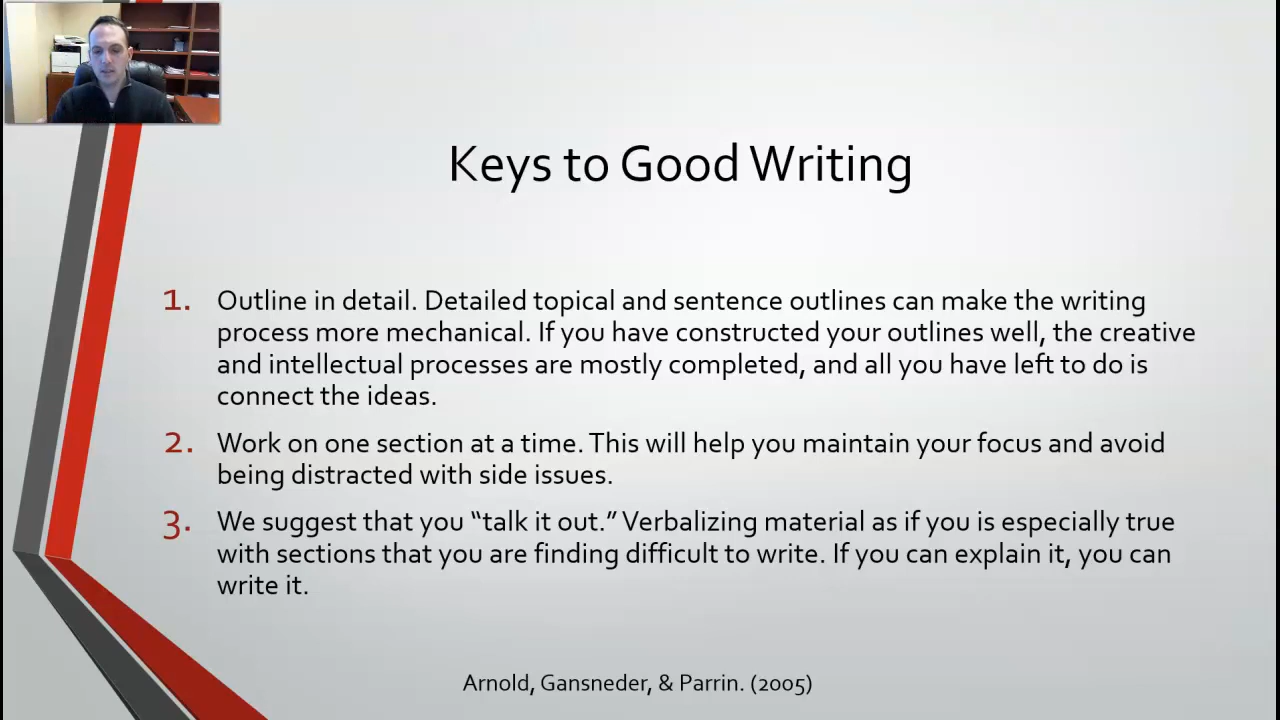 Keys to Good Writing
1. Outline in detail. Detailed topical and sentence outlines can make the writing
process more mechanical. If you have constructed your outlines well, the creative
and intellectual processes are mostly completed, and all you have left to do is
connect the ideas.
2. Work on one section at a time. This will help you maintain your focus and avoid
being distracted with side issues.
3. We suggest that you “talk it out.” Verbalizing material as if you is especially true
with sections that you are finding difficult to write. If you can explain it, you can
write it.
Arnold, Gansneder, & Parrin. (2005)